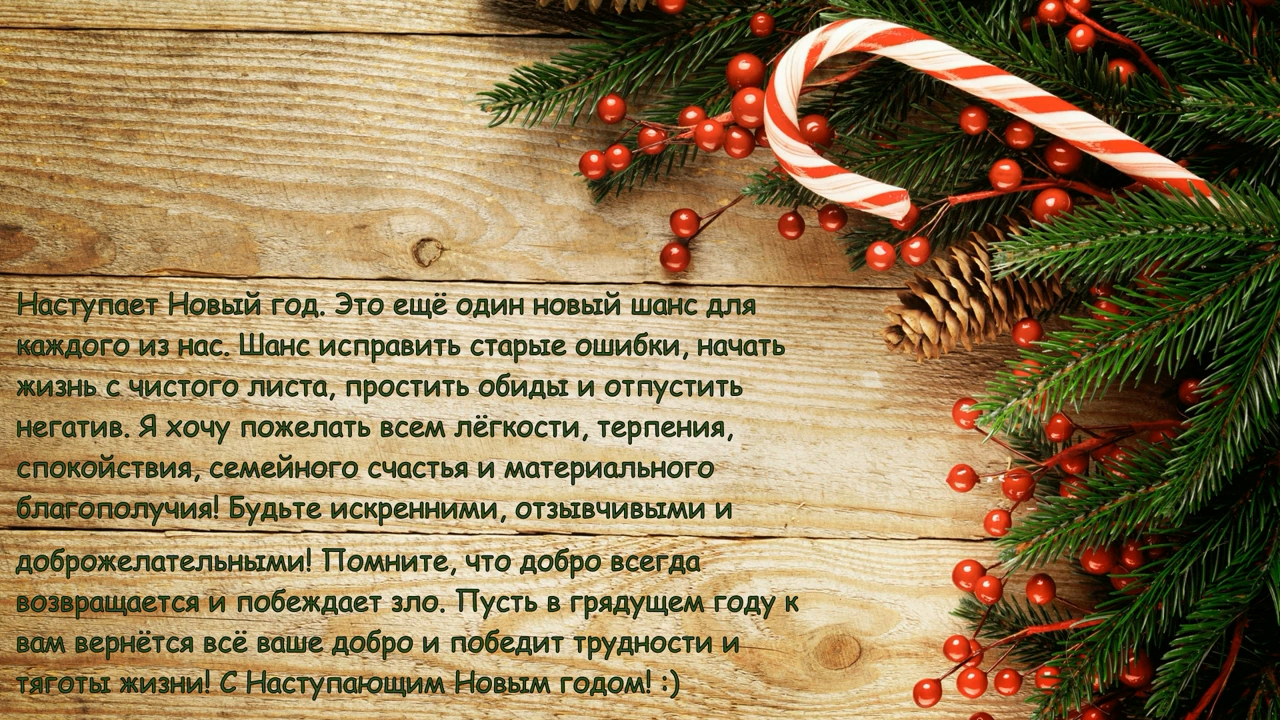 Наступает Новый год. Это ещё один новый шанс для
каждого из нас. Шанс исправить старые ошибки, начать
жизнь с чистого листа, простить обиды и отпустить
негатив. Я хочу пожелать всем лёгкости, терпения,
спокойствия, семейного счастья и материального
благополучия! Будьте искренними, отзывчивыми и
доброжелательными! Помните, что добро всегда
возвращается и побеждает зло. Пусть в грядущем году к
вам вернётся всё ваше добро и победит трудности и
тяготы жизни! С Наступающим Новым годом! :)